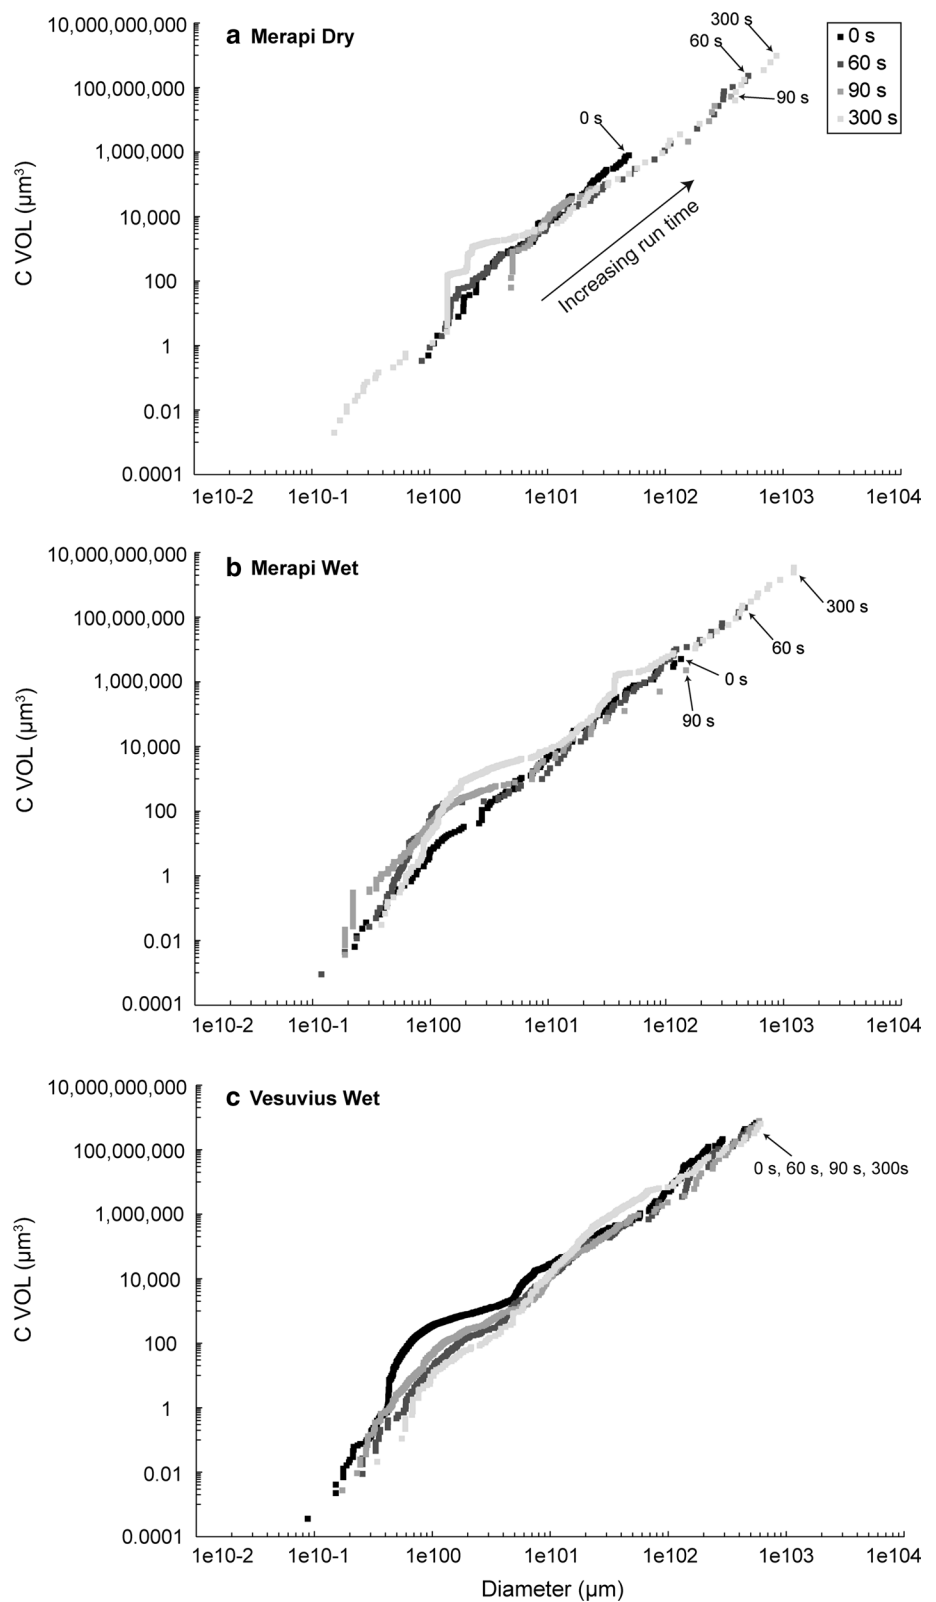 a Merapi Dry
10,000,000,000
100,000,000
1,000,000
10,000
100
1
0.01
0.0001
C VOL (µm³)
300 s
60 s
90 s
0 s
Increasing run time
0 s
60 s
90 s
300 s
1e10-2 1e10-1 1e100 1e101 1e102 1e103 1e104
b Merapi Wet
10,000,000,000
100,000,000
1,000,000
10,000
100
1
0.01
0.0001
C VOL (µm³)
300 s
60 s
0 s
90 s
1e10-2 1e10-1 1e100 1e101 1e102 1e103 1e104
c Vesuvius Wet
10,000,000,000
100,000,000
1,000,000
10,000
100
1
0.01
0.0001
C VOL (µm³)
0 s, 60 s, 90 s, 300s
1e10-2 1e10-1 1e100 1e101 1e102 1e103 1e104
Diameter (µm)